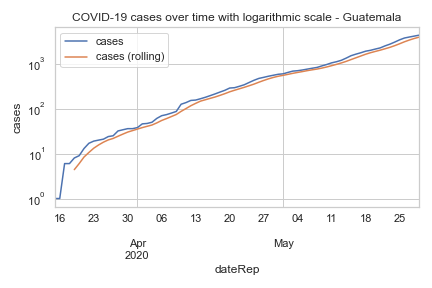 COVID-19 cases over time with logarithmic scale - Guatemala
cases
cases (rolling)
cases
10³
10²
10¹
10⁰
16 23 30 06 13 20 27 04 11 18 25
Apr May
2020
dateRep